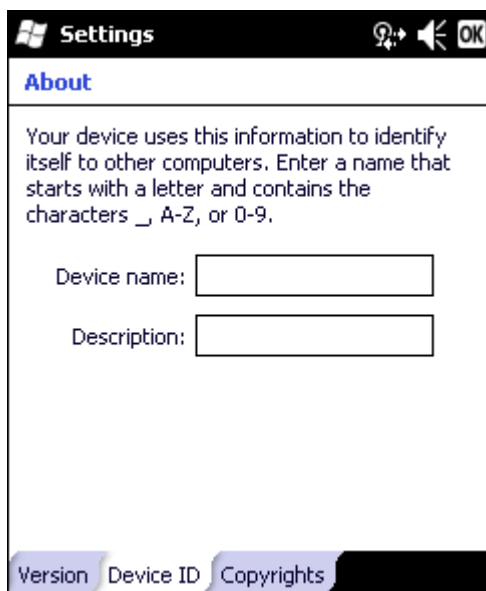 Settings
OK
About
Your device uses this information to identify
itself to other computers. Enter a name that
starts with a letter and contains the
characters _, A-Z, or 0-9.
Device name:
Description:
Version Device ID Copyrights